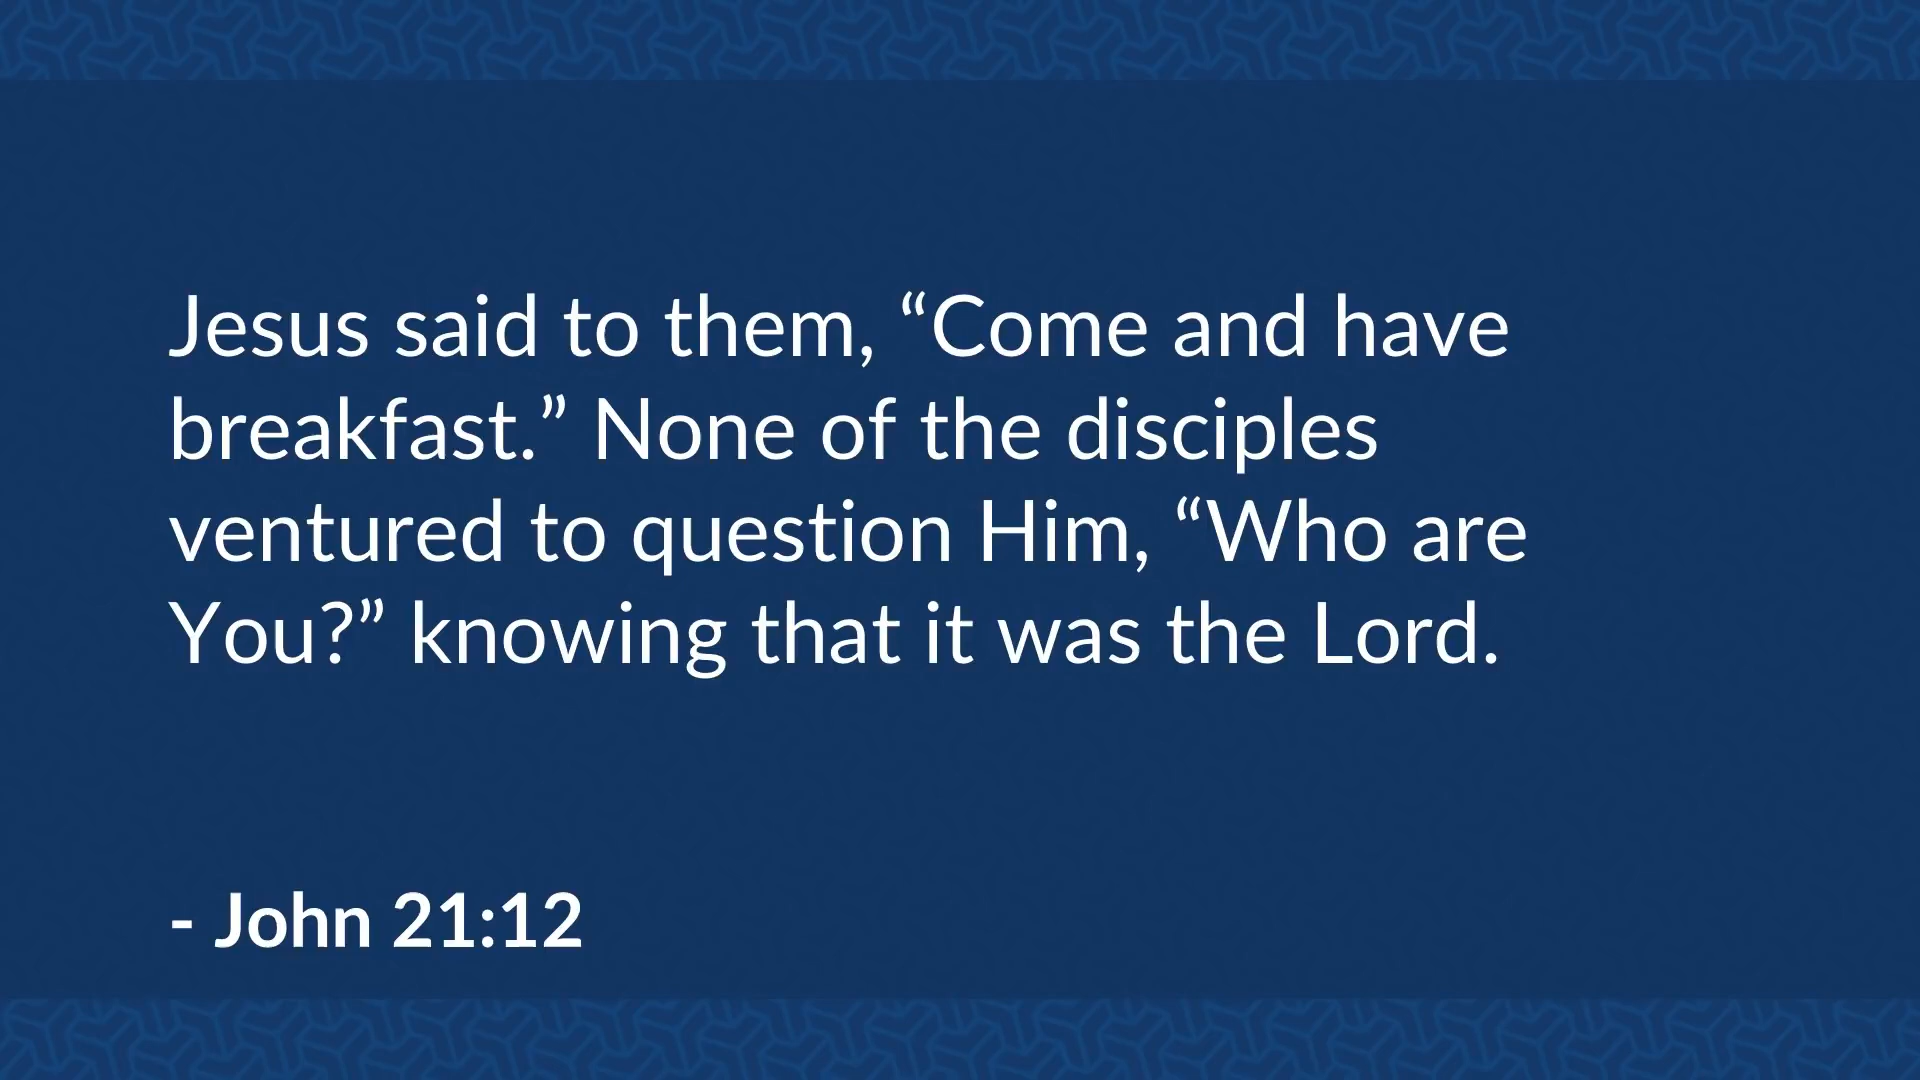 Jesus said to them, “Come and have
breakfast.” None of the disciples
ventured to question Him, “Who are
You?” knowing that it was the Lord.
- John 21:12